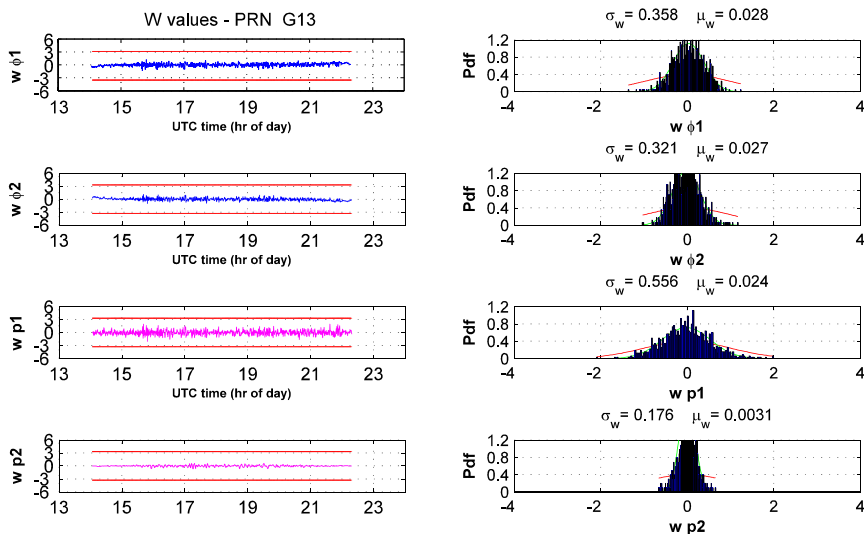 W values - PRN  G13
6
3
0
-3
-6
w ϕ1
13 15 17 19 21 23
UTC time (hr of day)
σw = 0.358 μw = 0.028
1.2
0.8
0.4
0
Pdf
-4 -2 0 2 4
w ϕ1
6
3
0
-3
-6
w ϕ2
13 15 17 19 21 23
UTC time (hr of day)
σw = 0.321 μw = 0.027
1.2
0.8
0.4
0
Pdf
-4 -2 0 2 4
w ϕ2
6
3
0
-3
-6
w p1
13 15 17 19 21 23
UTC time (hr of day)
σw = 0.556 μw = 0.024
1.2
0.8
0.4
0
Pdf
-4 -2 0 2 4
w p1
6
3
0
-3
-6
w p2
13 15 17 19 21 23
σw = 0.176 μw = 0.0031
1.2
0.8
0.4
0
Pdf
-4 -2 0 2 4
w p2